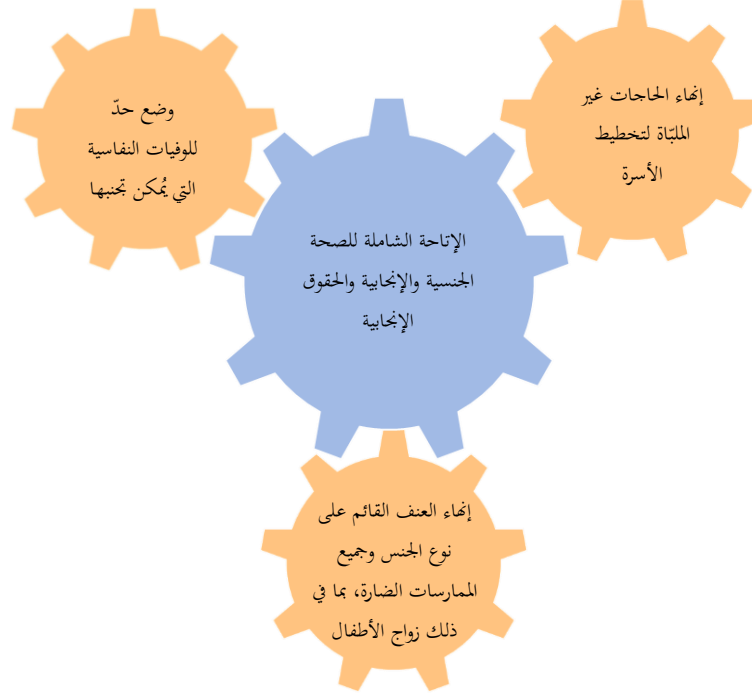 إنهاء الحاجات غير
الملبّاة لتخطيط
الأسرة
وضع حدّ
للوفيات النفاسية
التي يُمكن تجنبها
الإتاحة الشاملة للصحة
الجنسية والإنجابية والحقوق
الإنجابية
إنهاء العنف القائم على
نوع الجنس وجميع
الممارسات الضارة، بما في
ذلك زواج الأطفال